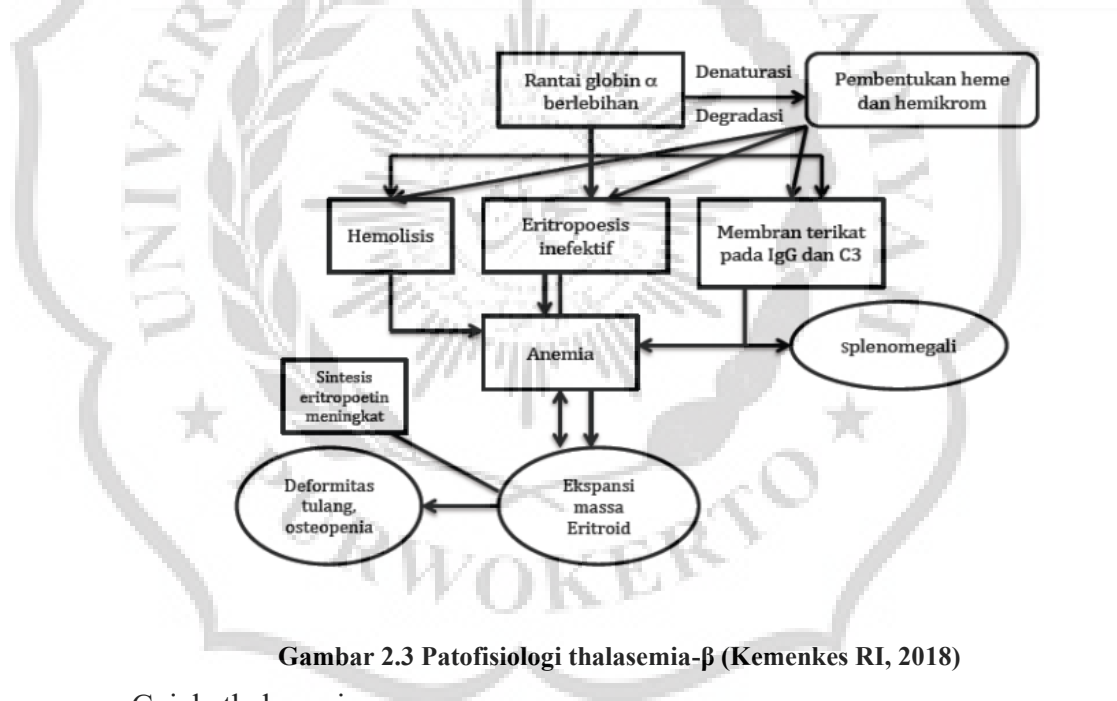 Rantai globin α
berlebihan
Denaturasi
Degradasi
Pembentukan heme
dan hemikrom
Hemolisis
Eritropoesis
inefektif
Membran terikat
pada IgG dan C3
Anemia
splenomegali
Sintesis
eritropoetin
meningkat
Deformitas
tulang,
osteopenia
Ekspansi
massa
Eritroid
Gambar 2.3 Patofisiologi thalasemia-β (Kemenkes RI, 2018)